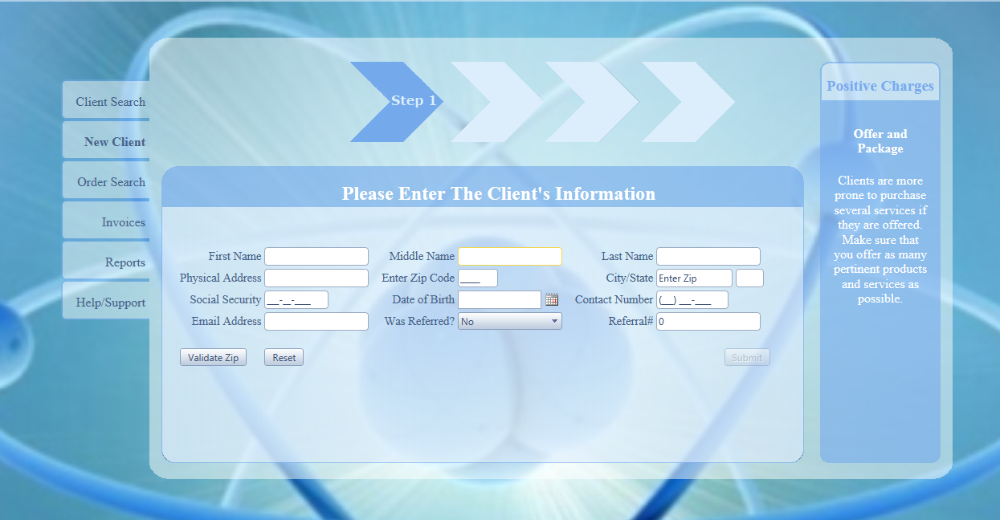 Step 1
Positive Charges
Client Search
New Client
Order Search
Invoices
Reports
Help/Support
Please Enter The Client's Information
First Name
Middle Name
Last Name
Physical Address
Enter Zip Code _____
City/State Enter Zip
Social Security ___-__-____
Date of Birth
Contact Number (___) ___-____
Email Address
Was Referred? No
Referral# 0
Validate Zip Reset Submit
Offer and
Package
Clients are more
prone to purchase
several services if
they are offered.
Make sure that
you offer as many
pertinent products
and services as
possible.